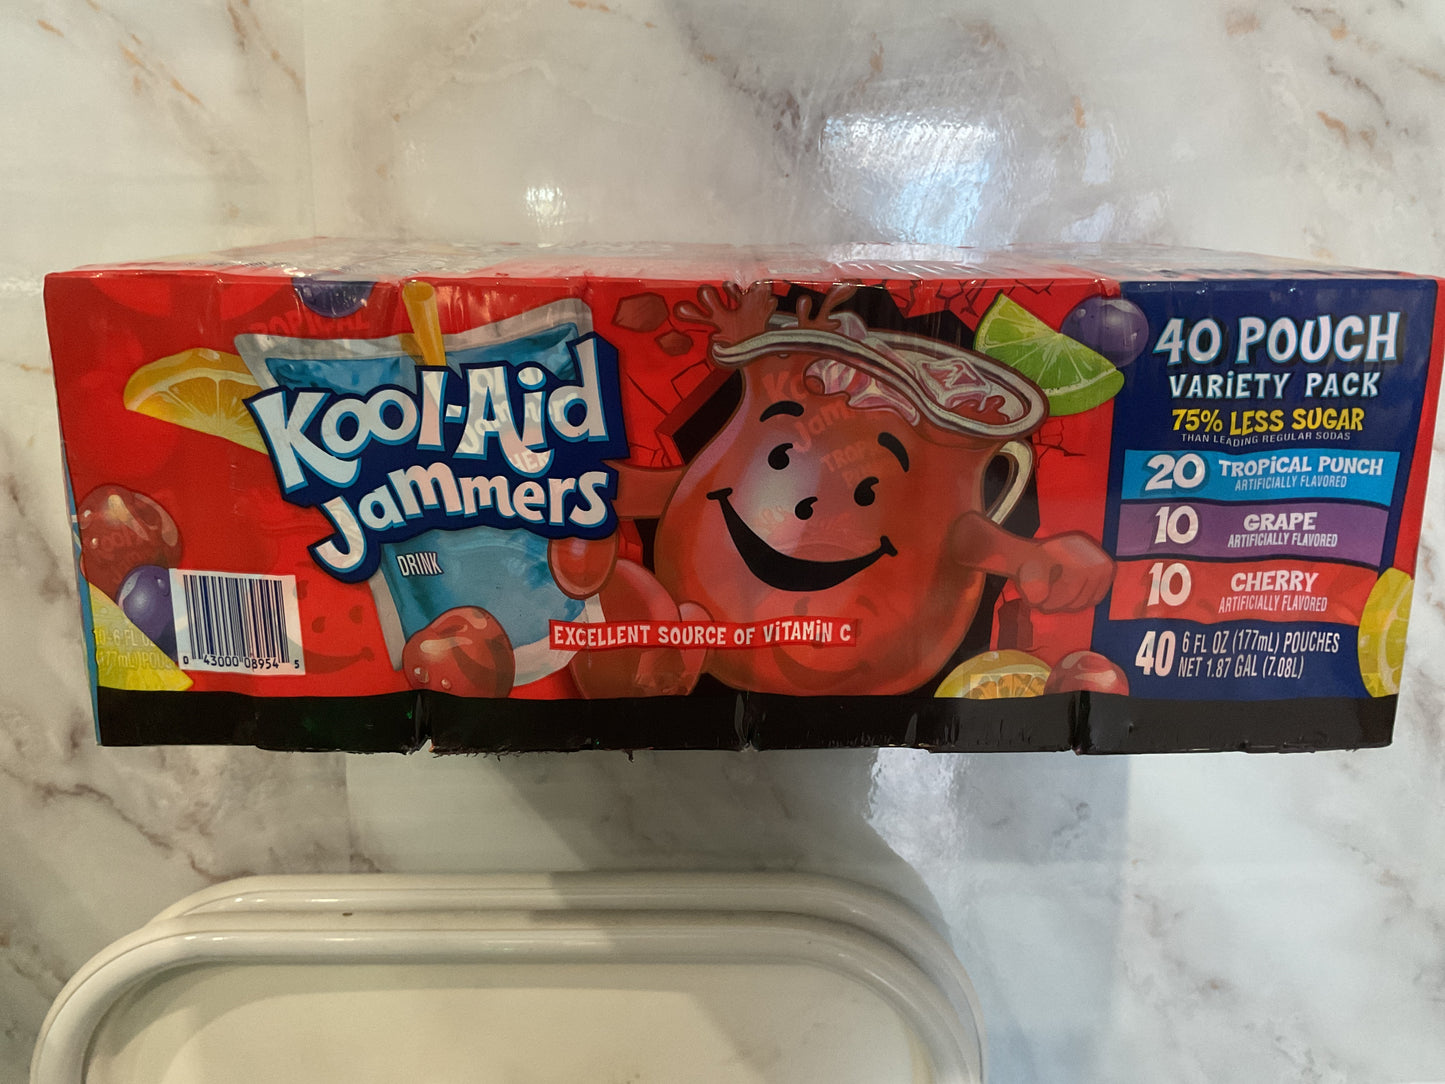 Kool-Aid
Jammers
DRINK
EXCELLENT SOURCE OF VITAMIN C
0 43000 08954 5
40 POUCH
VARIETY PACK
75% LESS SUGAR
THAN LEADING REGULAR SODAS
20 TROPICAL PUNCH
ARTIFICIALLY FLAVORED
10 GRAPE
ARTIFICIALLY FLAVORED
10 CHERRY
ARTIFICIALLY FLAVORED
40 6 FL OZ (177mL) POUCHES
NET 1.87 GAL (7.08L)